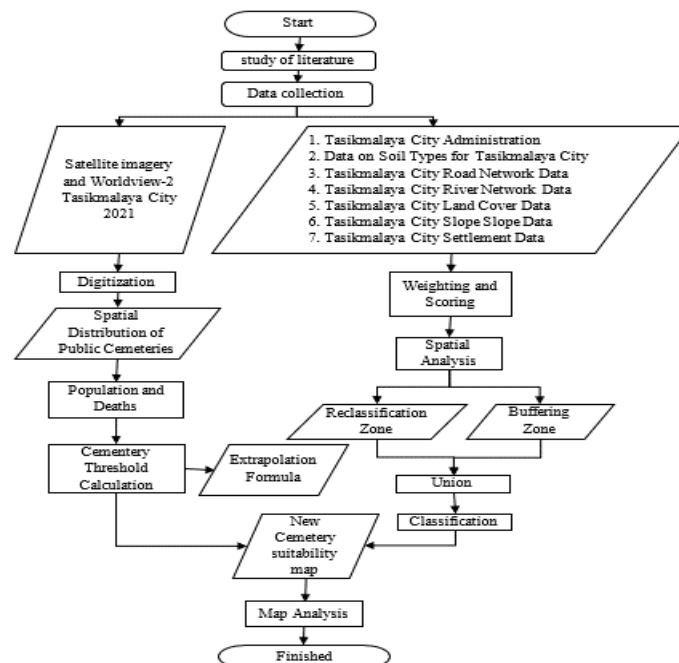 Start
study of literature
Data collection
Satellite imagery
and Worldview-2
Tasikmalaya City
2021
1. Tasikmalaya City Administration
2. Data on Soil Types for Tasikmalaya City
3. Tasikmalaya City Road Network Data
4. Tasikmalaya City River Network Data
5. Tasikmalaya City Land Cover Data
6. Tasikmalaya City Slope Slope Data
7. Tasikmalaya City Settlement Data
Digitization
Spatial
Distribution of
Public Cemeteries
Population and
Deaths
Cementery
Threshold
Calculation
Extrapolation
Formula
Weighting and
Scoring
Spatial
Analysis
Reclassification
Zone
Buffering
Zone
Union
Classification
New
Cemetery
suitability
map
Map Analysis
Finished